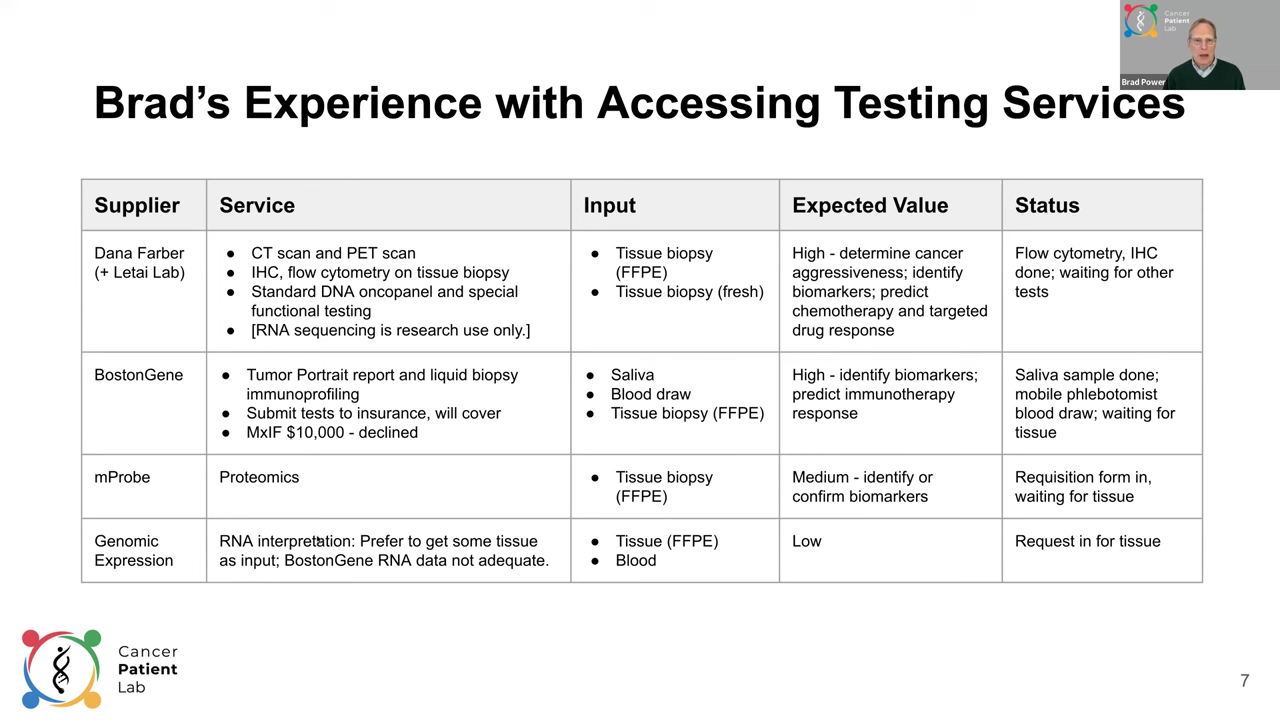 Cancer
Patient
Lab
Brad Power
Brad's Experience with Accessing Testing Services
Supplier
Service
Input
Expected Value
Status
Dana Farber
(+ Letai Lab)
● CT scan and PET scan
● IHC, flow cytometry on tissue biopsy
● Standard DNA oncopanel and special
functional testing
● [RNA sequencing is research use only.]
● Tissue biopsy
(FFPE)
● Tissue biopsy (fresh)
High - determine cancer
aggressiveness; identify
biomarkers; predict
chemotherapy and targeted
drug response
Flow cytometry, IHC
done; waiting for other
tests
BostonGene
● Tumor Portrait report and liquid biopsy
immunoprofiling
● Submit tests to insurance, will cover
● MxIF $10,000 - declined
● Saliva
● Blood draw
● Tissue biopsy (FFPE)
High - identify biomarkers;
predict immunotherapy
response
Saliva sample done;
mobile phlebotomist
blood draw; waiting for
tissue
mProbe
Proteomics
● Tissue biopsy
(FFPE)
Medium - identify or
confirm biomarkers
Requisition form in,
waiting for tissue
Genomic
Expression
RNA interpretation: Prefer to get some tissue
as input; BostonGene RNA data not adequate.
● Tissue (FFPE)
● Blood
Low
Request in for tissue
Cancer
Patient
Lab
7